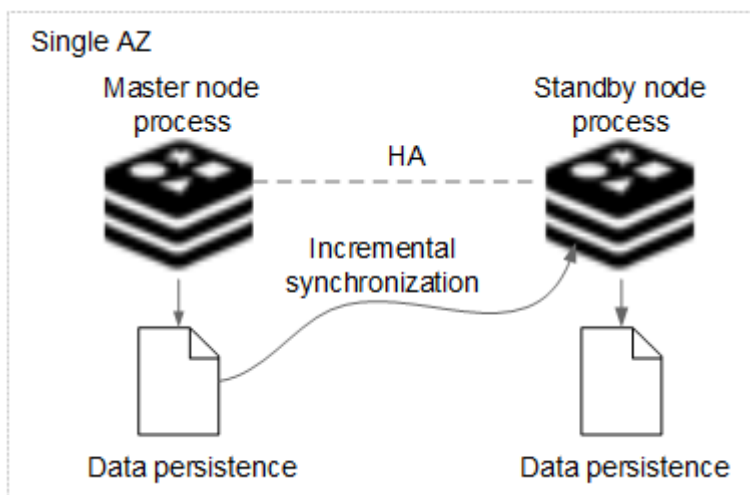 Single AZ
Master node
process
Standby node
process
HA
Incremental
synchronization
Data persistence
Data persistence